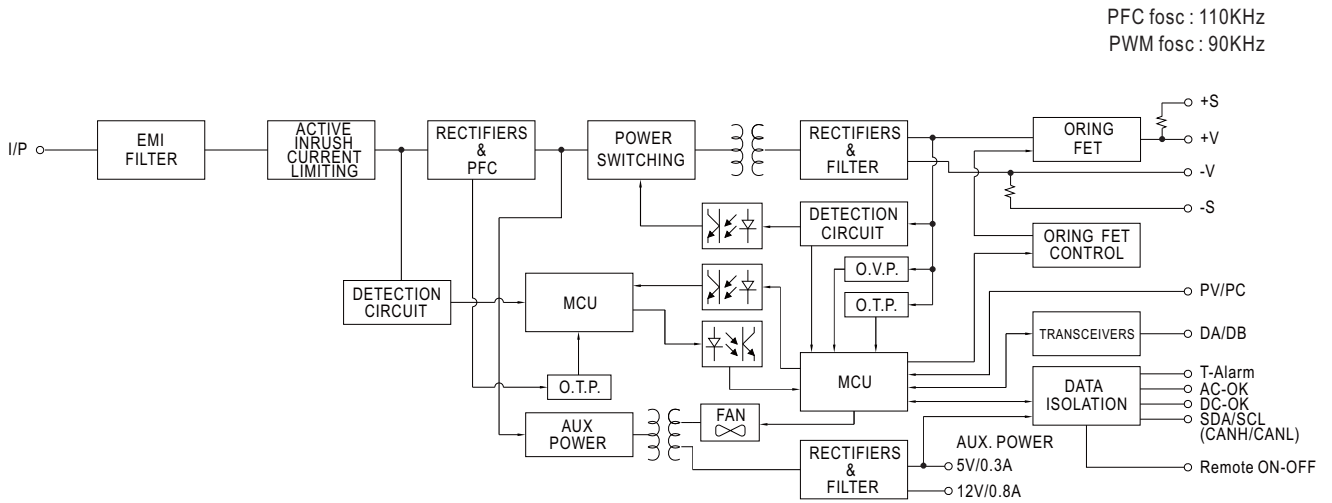 PFC fosc : 110KHz
PWM fosc : 90KHz
I/P
EMI
FILTER
ACTIVE
INRUSH
CURRENT
LIMITING
RECTIFIERS
&
PFC
POWER
SWITCHING
RECTIFIERS
&
FILTER
ORING
FET
+S
+V
-V
-S
DETECTION
CIRCUIT
ORING FET
CONTROL
O.V.P.
O.T.P.
DETECTION
CIRCUIT
MCU
PV/PC
TRANSCEIVERS
DA/DB
MCU
O.T.P.
DATA
ISOLATION
T-Alarm
AC-OK
DC-OK
SDA/SCL
(CANH/CANL)
AUX
POWER
FAN
RECTIFIERS
&
FILTER
AUX. POWER
5V/0.3A
12V/0.8A
Remote ON-OFF